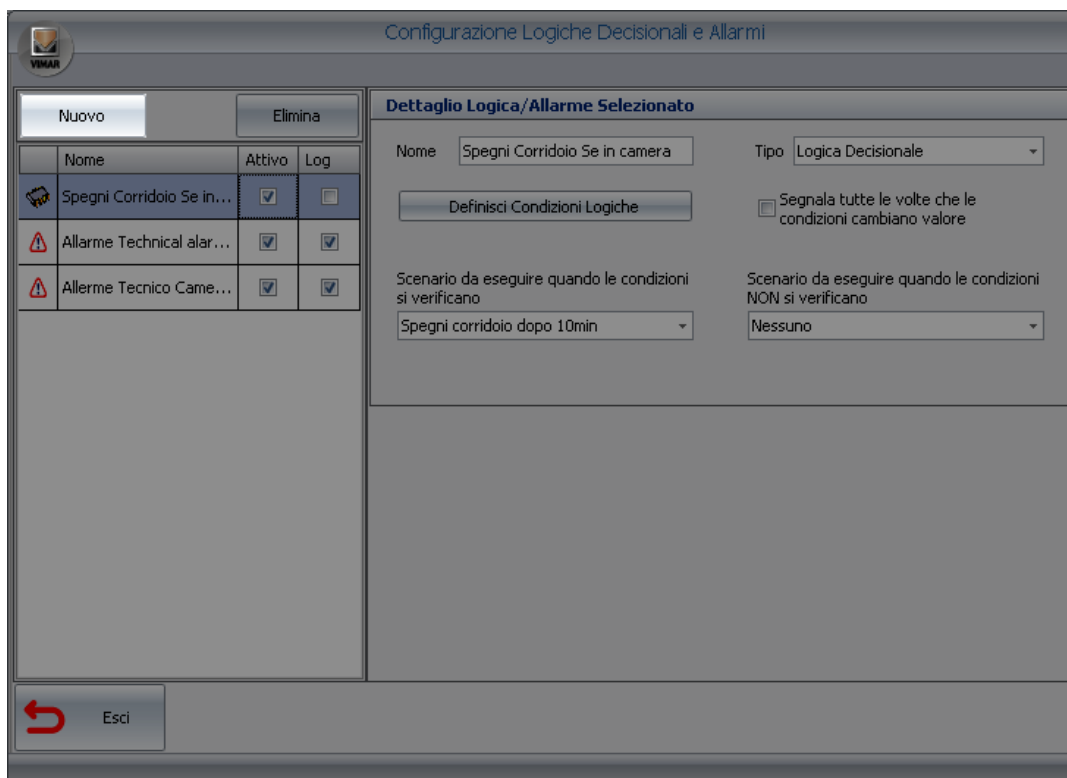 Configurazione Logiche Decisionali e Allarmi
VIMAR
Nuovo
Elimina
Nome Attivo Log
Spegni Corridoio Se in...
Allarme Technical alar...
Allerme Tecnico Came...
Dettaglio Logica/Allarme Selezionato
Nome Spegni Corridoio Se in camera
Tipo Logica Decisionale
Definisci Condizioni Logiche
Segnala tutte le volte che le
condizioni cambiano valore
Scenario da eseguire quando le condizioni
si verificano
Spegni corridoio dopo 10min
Scenario da eseguire quando le condizioni
NON si verificano
Nessuno
Esci